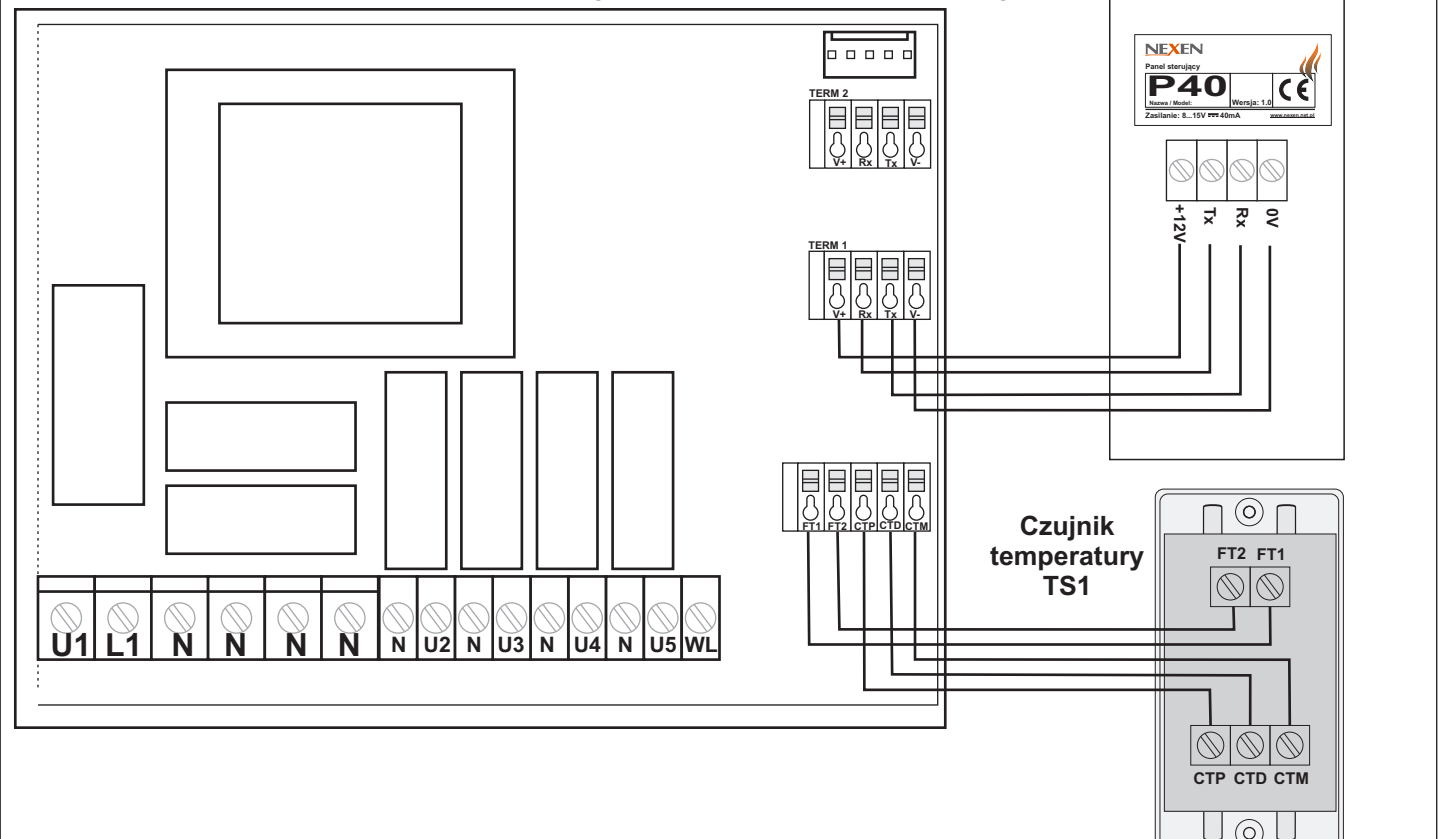 NEXEN
Panel sterujący
P40
Nazwa / Model:
Wersja: 1.0
CE
Zasilanie: 8...15V 40mA
www.nexen.net.pl
TERM 2
V+ Rx Tx V-
+12V Tx Rx 0V
TERM 1
V+ Rx Tx V-
FT1 FT2 CTP CTD CTM
Czujnik
temperatury
TS1
FT2 FT1
U1 L1 N N N N N U2 N U3 N U4 N U5 WL
CTP CTD CTM